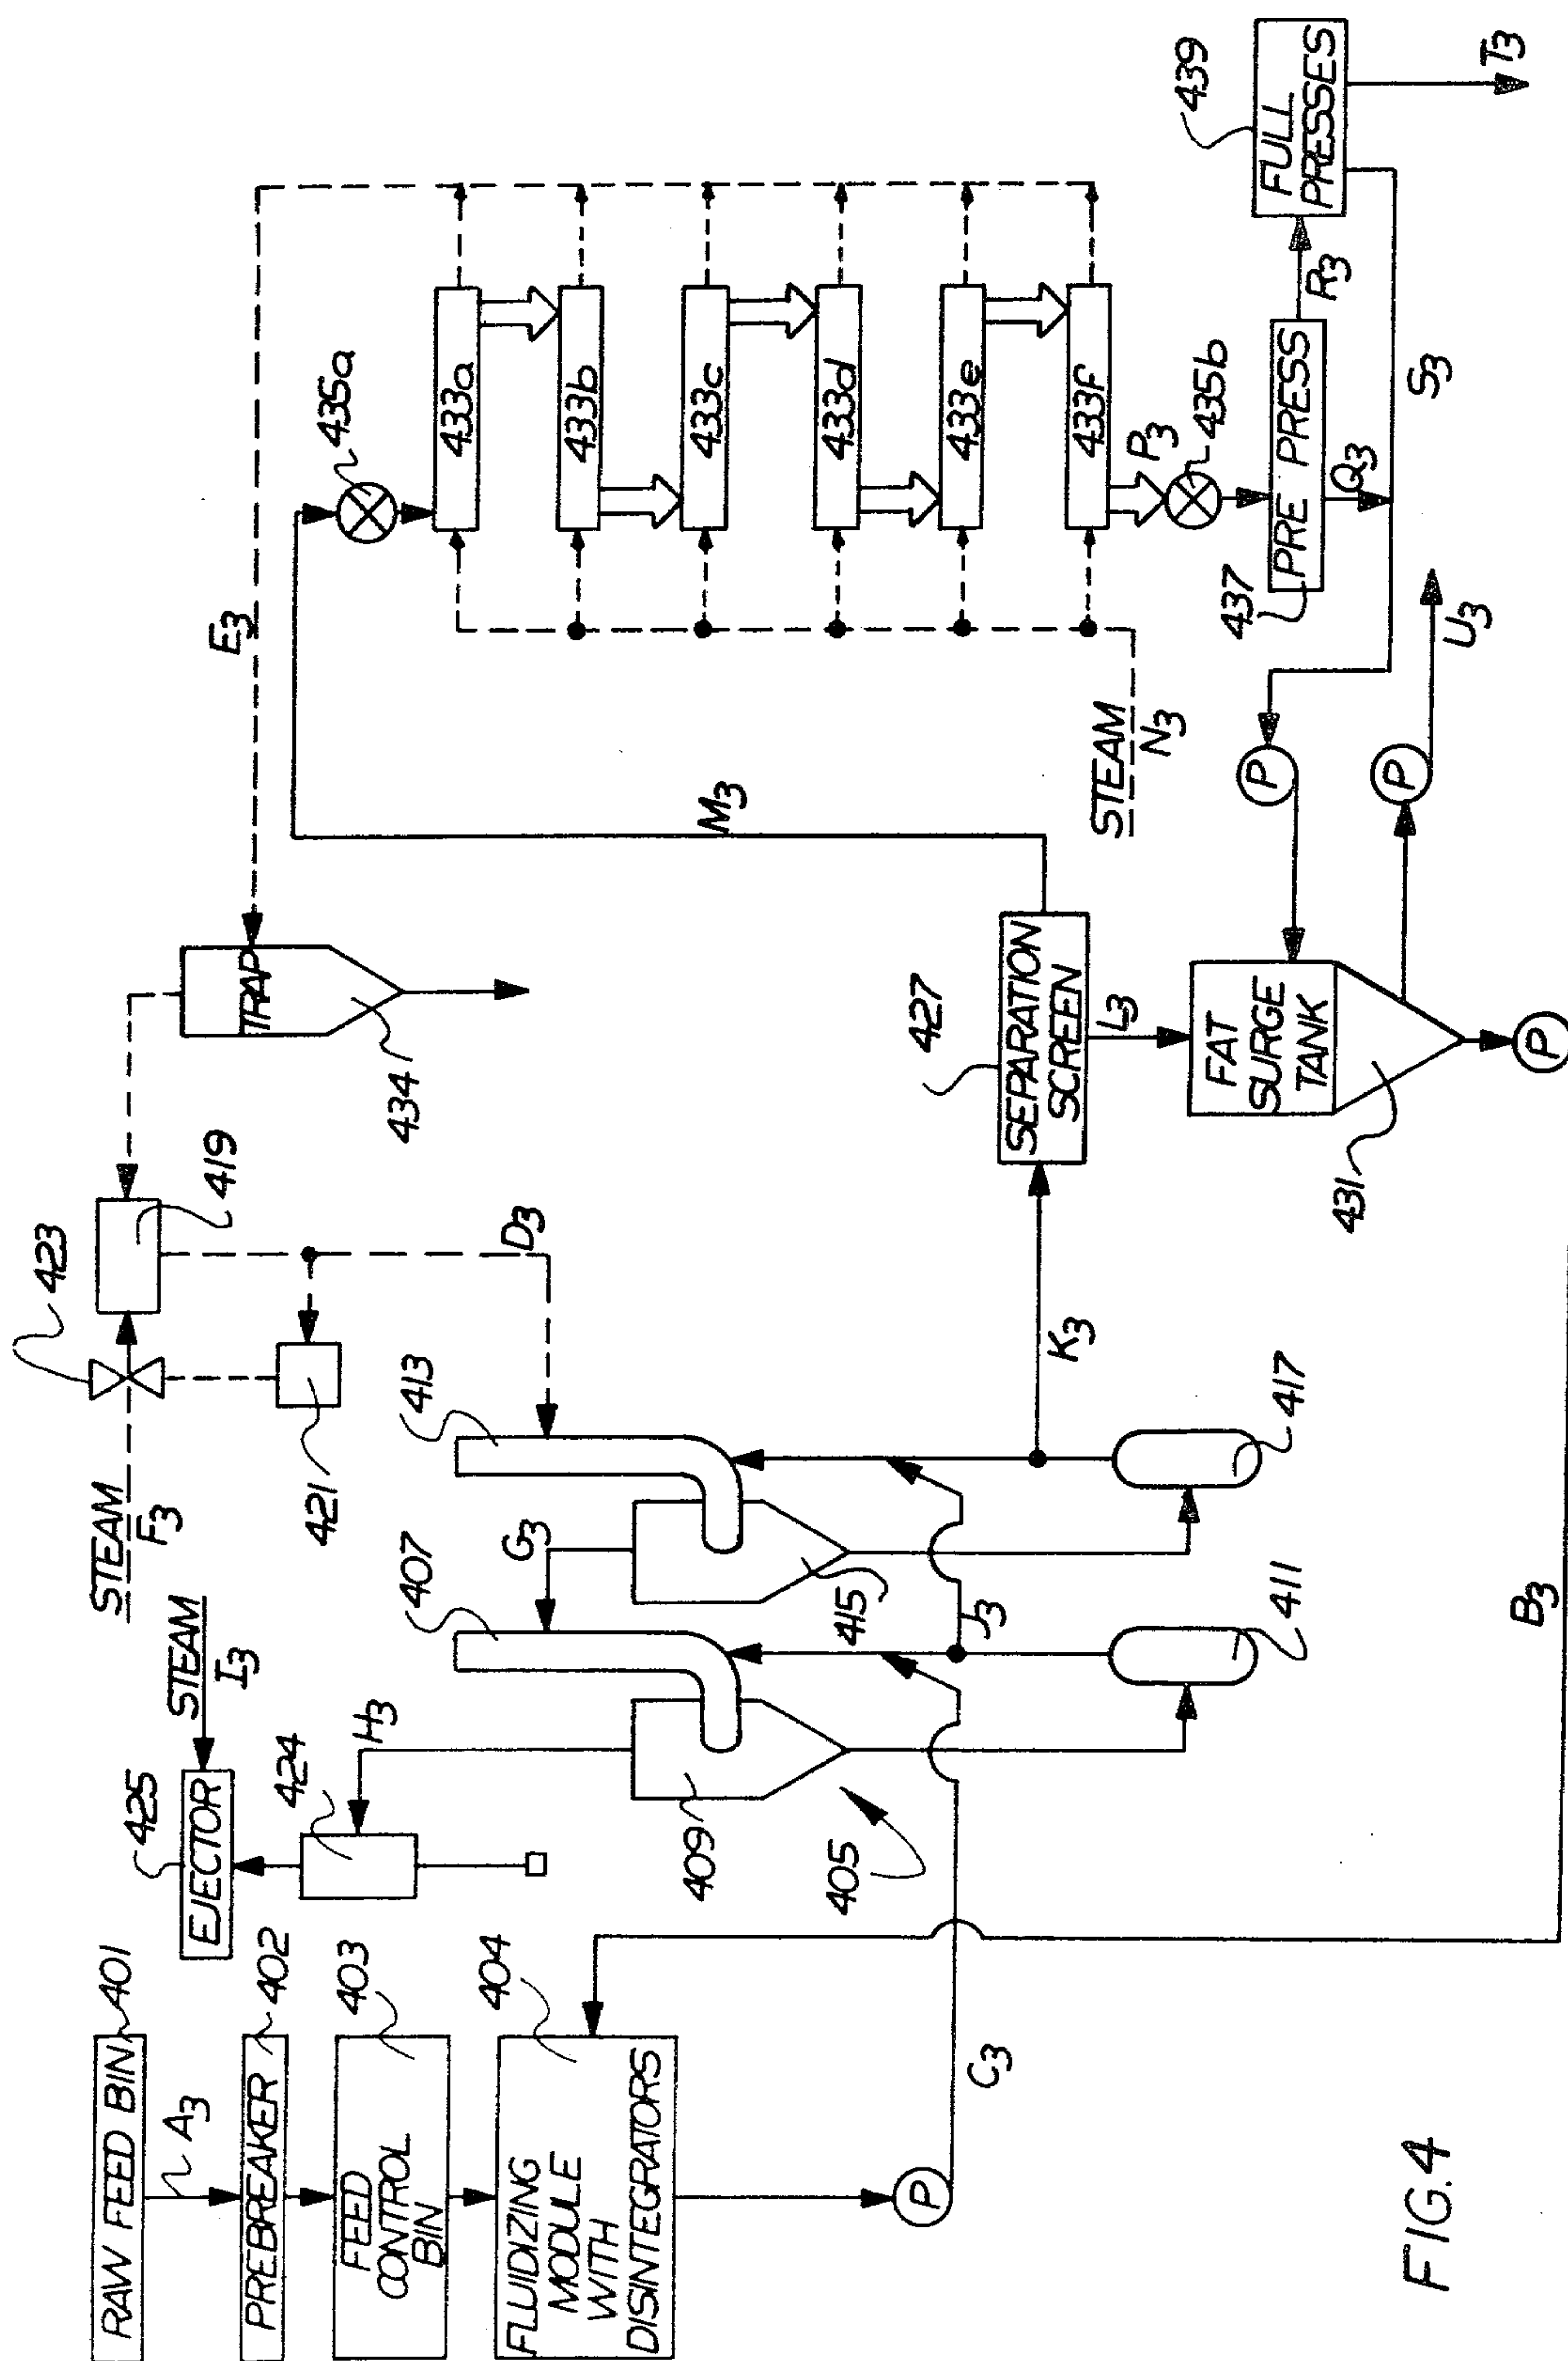 RAW FEED BIN
401
A3
PREBREAKER
402
FEED
CONTROL
BIN
403
FLUIDIZING
MODULE
WITH
DISINTEGRATORS
404
P
C3
B3
EJECTOR
425
STEAM
I3
424
H3
409
405
407
G3
411
J3
415
413
417
K3
STEAM
F3
423
419
421
D3
TRAP
434
E3
SEPARATION
SCREEN
427
L3
M3
FAT
SURGE
TANK
431
P
P
P
U3
STEAM
N3
435a
433a
433b
433c
433d
433e
433f
P3
435b
PRE PRESS
437
Q3
R3
S3
FULL
PRESSES
439
T3
FIG.4